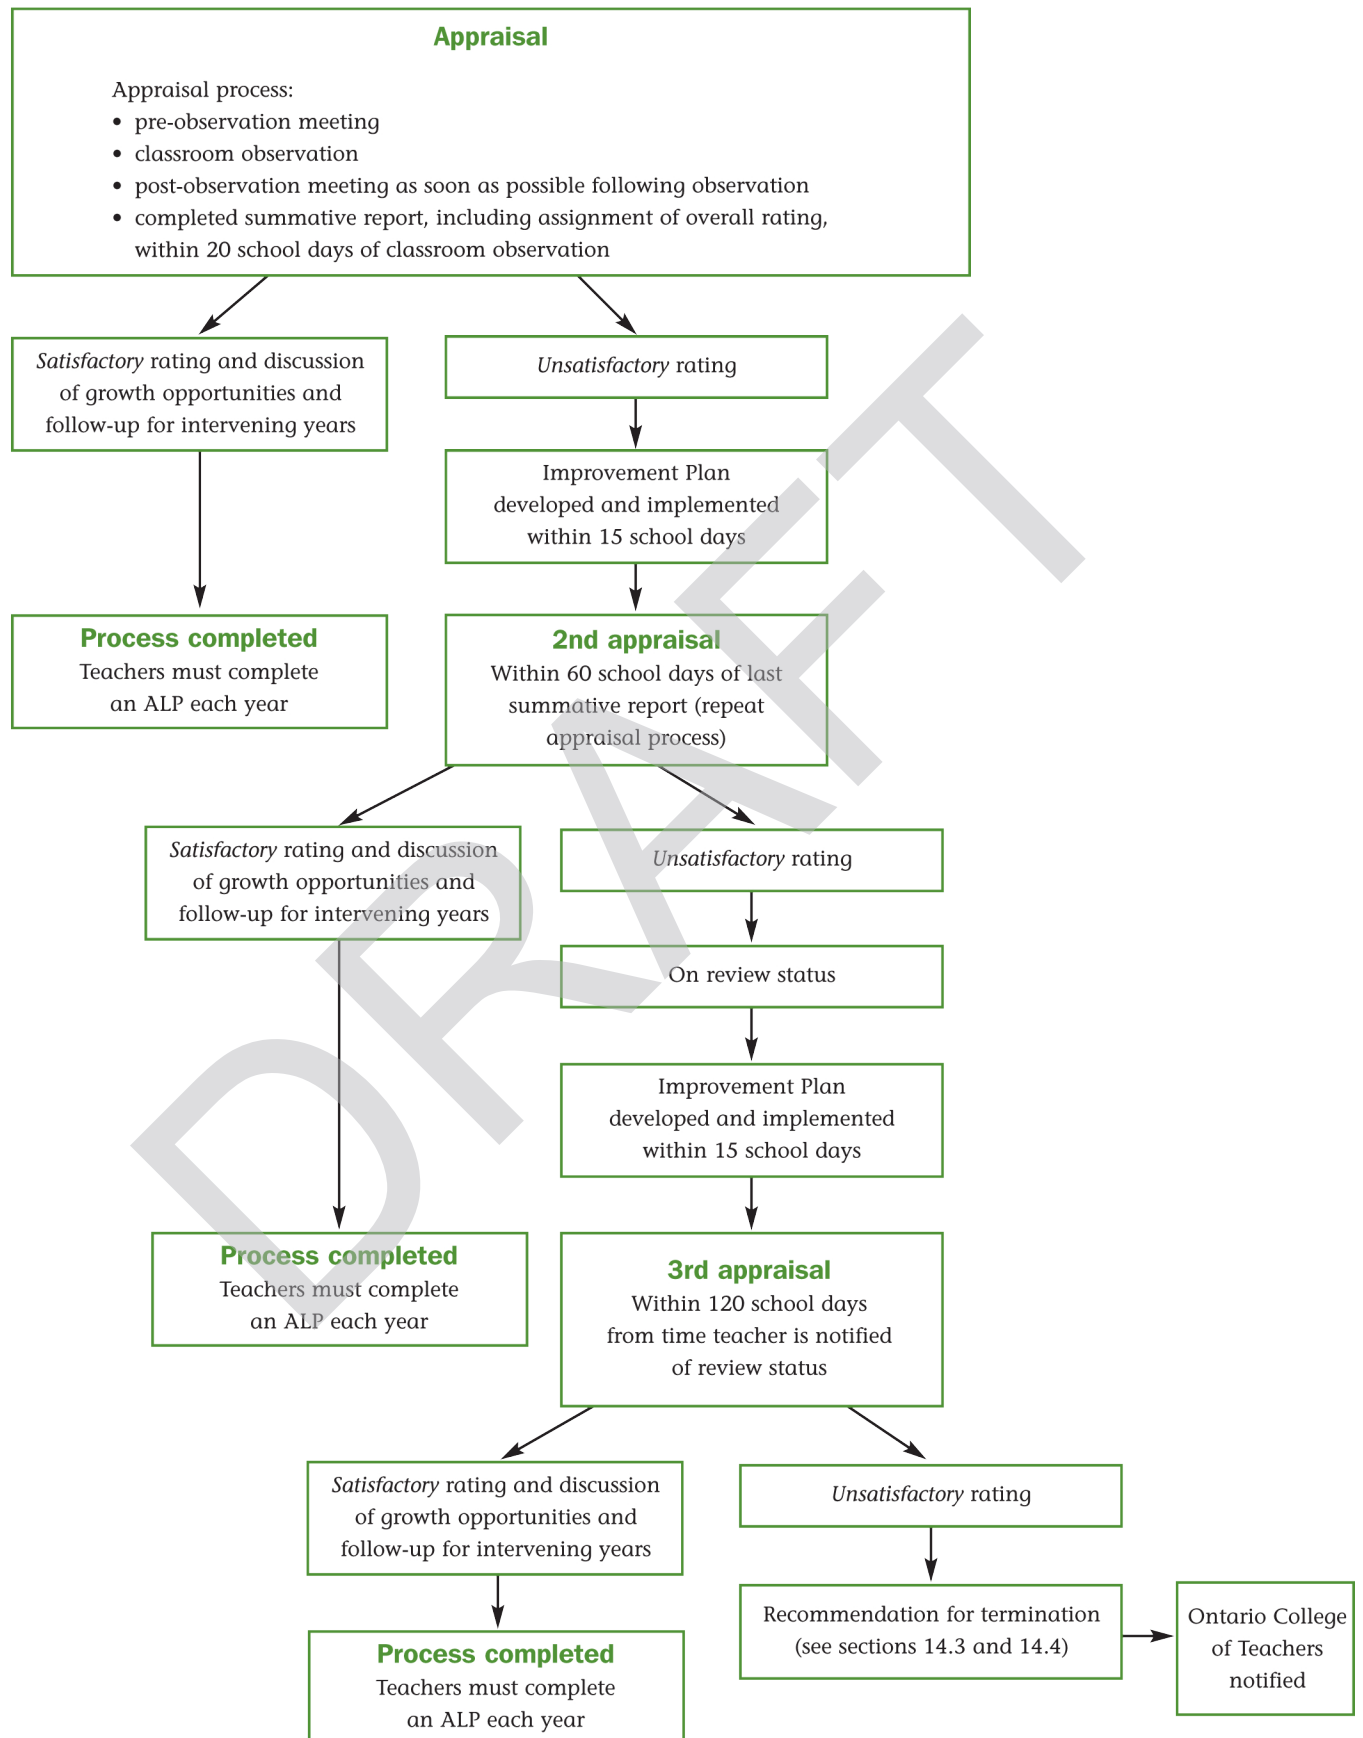 Appraisal
Appraisal process:
• pre-observation meeting
• classroom observation
• post-observation meeting as soon as possible following observation
• completed summative report, including assignment of overall rating,
within 20 school days of classroom observation
Satisfactory rating and discussion
of growth opportunities and
follow-up for intervening years
Unsatisfactory rating
Improvement Plan
developed and implemented
within 15 school days
Process completed
Teachers must complete
an ALP each year
2nd appraisal
Within 60 school days of last
summative report (repeat
appraisal process)
Satisfactory rating and discussion
of growth opportunities and
follow-up for intervening years
Unsatisfactory rating
On review status
Improvement Plan
developed and implemented
within 15 school days
Process completed
Teachers must complete
an ALP each year
3rd appraisal
Within 120 school days
from time teacher is notified
of review status
Satisfactory rating and discussion
of growth opportunities and
follow-up for intervening years
Unsatisfactory rating
Recommendation for termination
(see sections 14.3 and 14.4)
Ontario College
of Teachers
notified
Process completed
Teachers must complete
an ALP each year
DRAFT